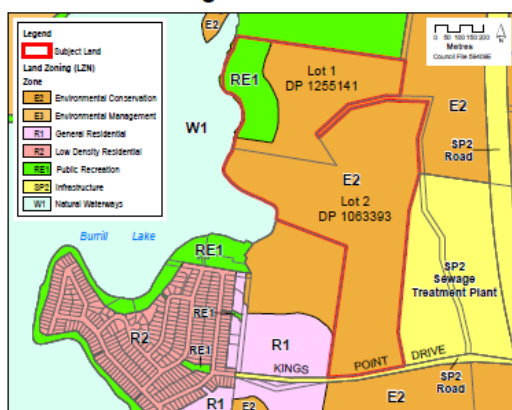 Legend
Subject Land
Land Zoning (LZN)
Zone
E2 Environmental Conservation
E3 Environmental Management
R1 General Residential
R2 Low Density Residential
RE1 Public Recreation
SP2 Infrastructure
W1 Natural Waterways
E2
0 50 100 150 200
Metres
Council File 59408E
N
RE1
Lot 1
DP 1255141
E2
W1
SP2
Road
E2
Lot 2
DP 1063393
Burrill Lake
RE1
SP2
Sewage
Treatment Plant
RE1
R2
RE1
R1
KINGS POINT DRIVE
SP2
Road
R1
E2
E2